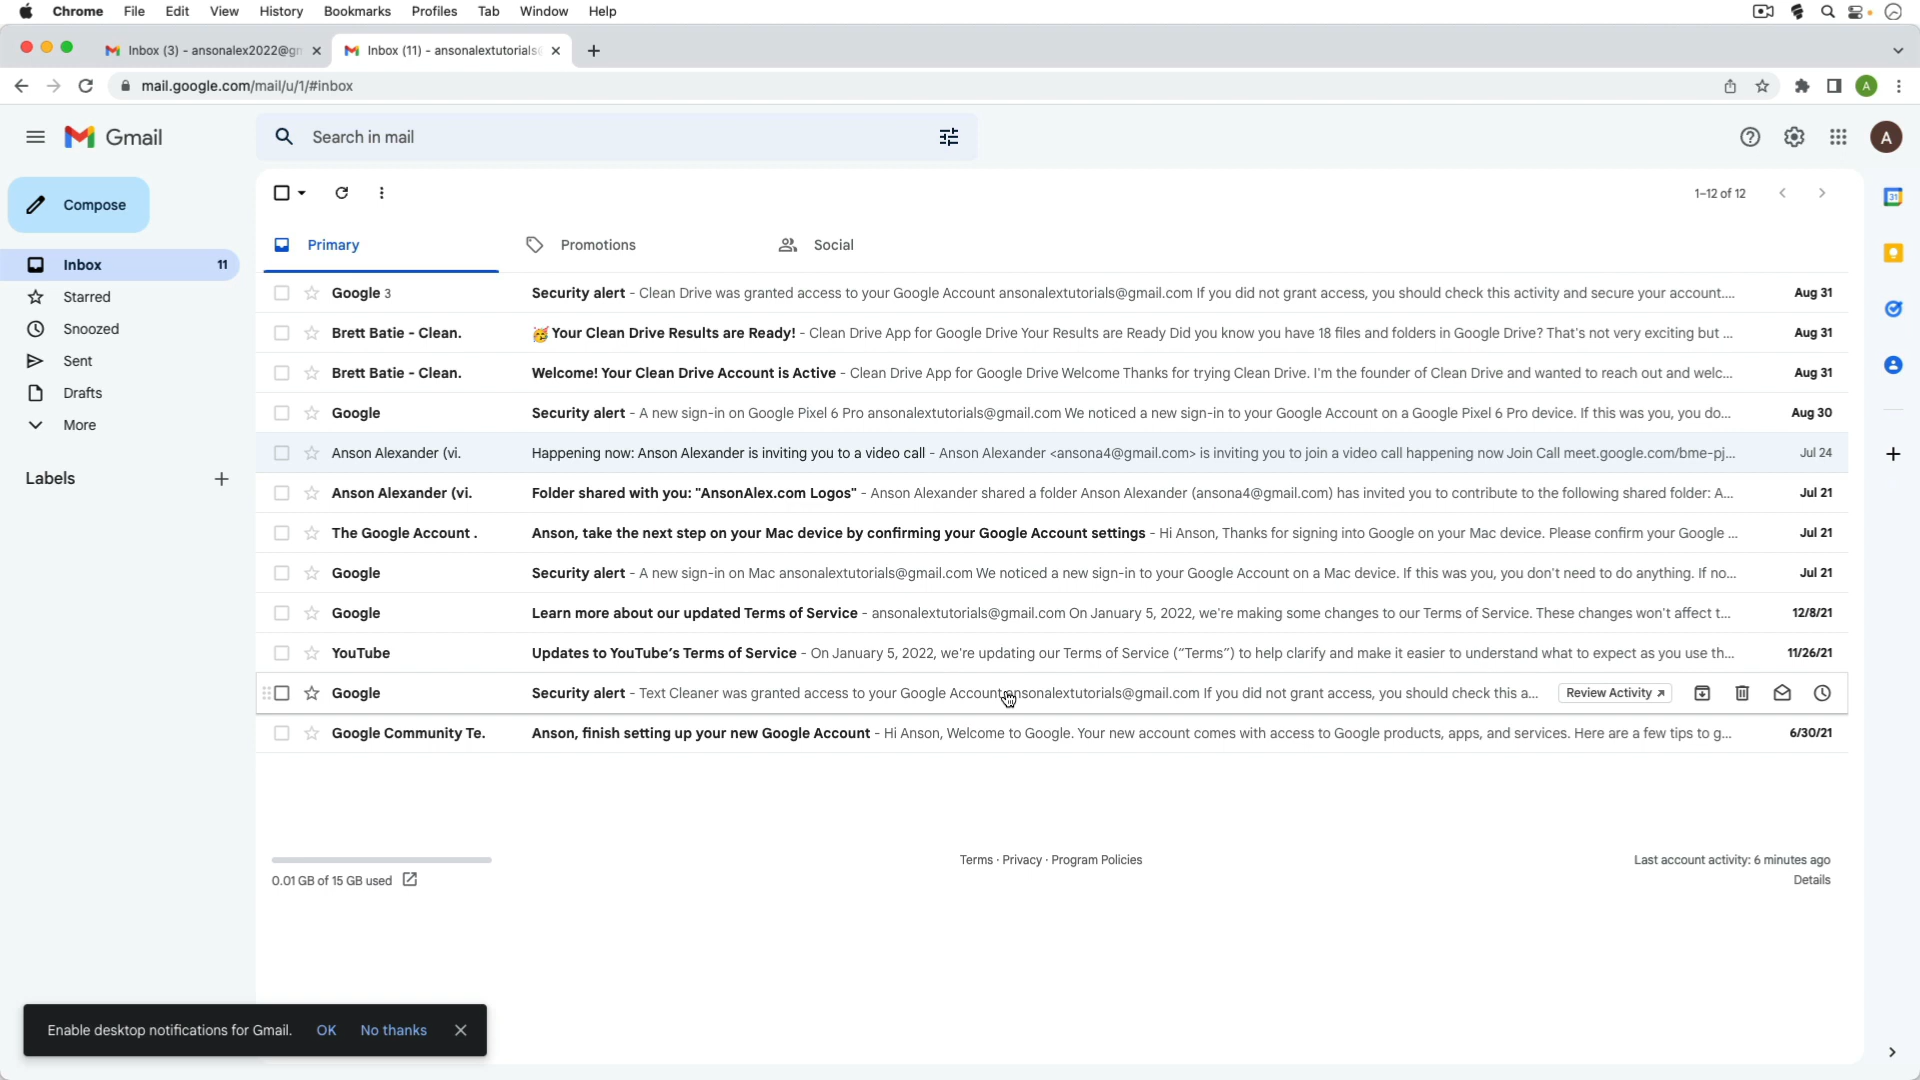 Chrome File Edit View History Bookmarks Profiles Tab Window Help
Inbox (3) - ansonalex2022@gm Inbox (11) - ansonalextutorials
mail.google.com/mail/u/1/#inbox A
Gmail Search in mail A
Compose
1–12 of 12
Primary Promotions Social
Inbox 11
Starred
Snoozed
Sent
Drafts
More
Labels
Google 3 Security alert - Clean Drive was granted access to your Google Account ansonalextutorials@gmail.com If you did not grant access, you should check this activity and secure your account.... Aug 31
Brett Batie - Clean. 🥳 Your Clean Drive Results are Ready! - Clean Drive App for Google Drive Your Results are Ready Did you know you have 18 files and folders in Google Drive? That's not very exciting but ... Aug 31
Brett Batie - Clean. Welcome! Your Clean Drive Account is Active - Clean Drive App for Google Drive Welcome Thanks for trying Clean Drive. I'm the founder of Clean Drive and wanted to reach out and welc... Aug 31
Google Security alert - A new sign-in on Google Pixel 6 Pro ansonalextutorials@gmail.com We noticed a new sign-in to your Google Account on a Google Pixel 6 Pro device. If this was you, you do... Aug 30
Anson Alexander (vi. Happening now: Anson Alexander is inviting you to a video call - Anson Alexander <ansona4@gmail.com> is inviting you to join a video call happening now Join Call meet.google.com/bme-pj... Jul 24
Anson Alexander (vi. Folder shared with you: "AnsonAlex.com Logos" - Anson Alexander shared a folder Anson Alexander (ansona4@gmail.com) has invited you to contribute to the following shared folder: A... Jul 21
The Google Account . Anson, take the next step on your Mac device by confirming your Google Account settings - Hi Anson, Thanks for signing into Google on your Mac device. Please confirm your Google ... Jul 21
Google Security alert - A new sign-in on Mac ansonalextutorials@gmail.com We noticed a new sign-in to your Google Account on a Mac device. If this was you, you don't need to do anything. If no... Jul 21
Google Learn more about our updated Terms of Service - ansonalextutorials@gmail.com On January 5, 2022, we're making some changes to our Terms of Service. These changes won't affect t... 12/8/21
YouTube Updates to YouTube's Terms of Service - On January 5, 2022, we're updating our Terms of Service (“Terms”) to help clarify and make it easier to understand what to expect as you use th... 11/26/21
Google Security alert - Text Cleaner was granted access to your Google Account ansonalextutorials@gmail.com If you did not grant access, you should check this a... Review Activity
Google Community Te. Anson, finish setting up your new Google Account - Hi Anson, Welcome to Google. Your new account comes with access to Google products, apps, and services. Here are a few tips to g... 6/30/21
Terms · Privacy · Program Policies Last account activity: 6 minutes ago
0.01 GB of 15 GB used Details
Enable desktop notifications for Gmail. OK No thanks
31